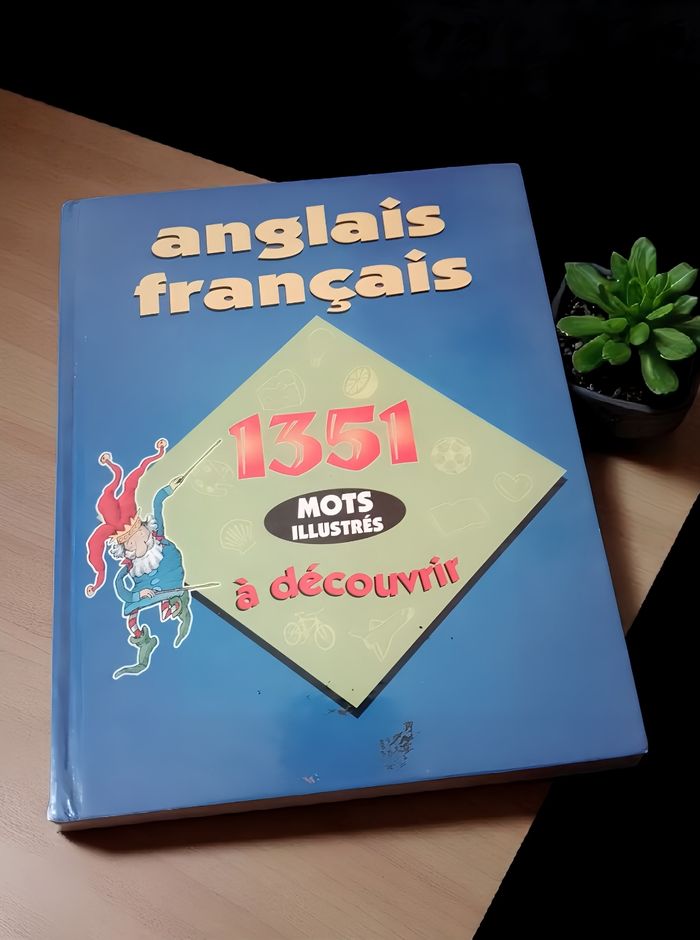 anglais
français
1351
MOTS
ILLUSTRÉS
à découvrir